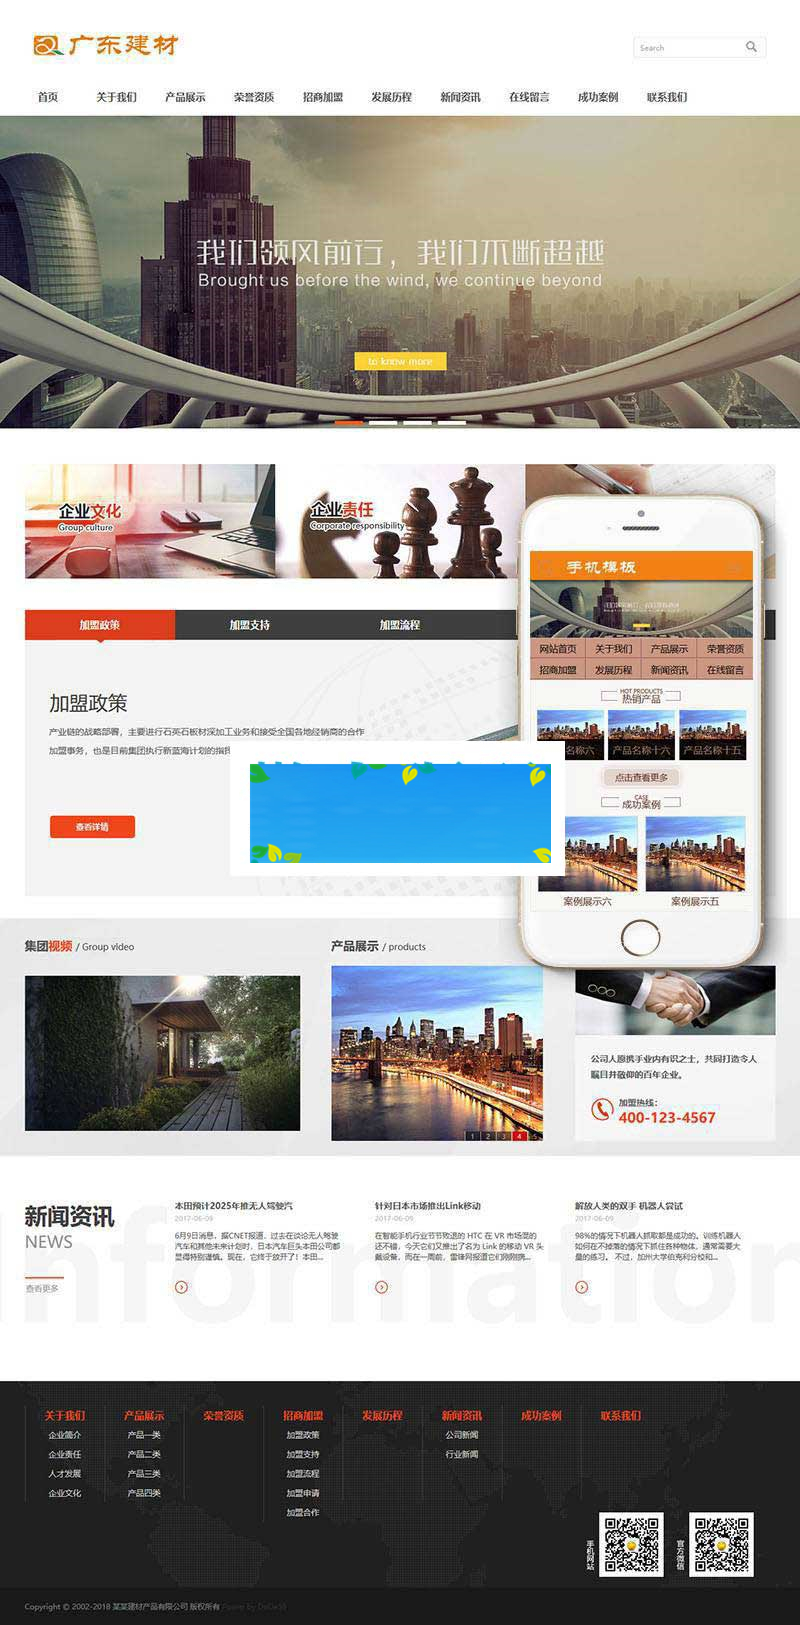 广东建材
Search
首页 关于我们 产品展示 荣誉资质 招商加盟 发展历程 新闻资讯 在线留言 成功案例 联系我们
我们领风前行，我们不断超越
Brought us before the wind, we continue beyond
to know more
企业文化
Group culture
企业责任
Corporate responsibility
手机模板
网站首页 关于我们 产品展示 荣誉资质
招商加盟 发展历程 新闻资讯 在线留言
HOT PRODUCTS
热销产品
名称六 产品名称十六 产品名称十五
点击查看更多
CASE
成功案例
案例展示六 案例展示五
加盟政策 加盟支持 加盟流程
加盟政策
产业链的战略部署，主要进行石英石板材深加工业务和接受全国各地经销商的合作
加盟事务，也是目前集团执行新蓝海计划的指挥
查看详情
集团视频 / Group video
产品展示 / products
1 2 3 4 5
公司人愿携手业内有识之士，共同打造令人
瞩目并敬仰的百年企业。
加盟热线：
400-123-4567
Information
新闻资讯
NEWS
查看更多
本田预计2025年推无人驾驶汽
2017-06-09
6月9日消息，据CNET报道，过去在谈论无人驾驶
汽车和其他未来计划时，日本汽车巨头本田公司都
显得特别谨慎。现在，它终于放开了！本田...
针对日本市场推出Link移动
2017-06-09
在智能手机行业节节败退的 HTC 在 VR 市场混的
还不错，今天它们又推出了名为 Link 的移动 VR 头
戴设备，而在一周前，雷锋网报道它们刚刚病...
解放人类的双手 机器人尝试
2017-06-09
98%的情况下机器人抓取都是成功的。训练机器人
如何在不掉落的情况下抓住各种物体，通常需要大
量的练习。 不过，加州大学伯克利分校和...
关于我们 产品展示 荣誉资质 招商加盟 发展历程 新闻资讯 成功案例 联系我们
企业简介 产品一类 加盟政策 公司新闻
企业责任 产品二类 加盟支持 行业新闻
人才发展 产品三类 加盟流程
企业文化 产品四类 加盟申请
加盟合作
手机网站
官方微信
Copyright © 2002-2018 某某建材产品有限公司 版权所有